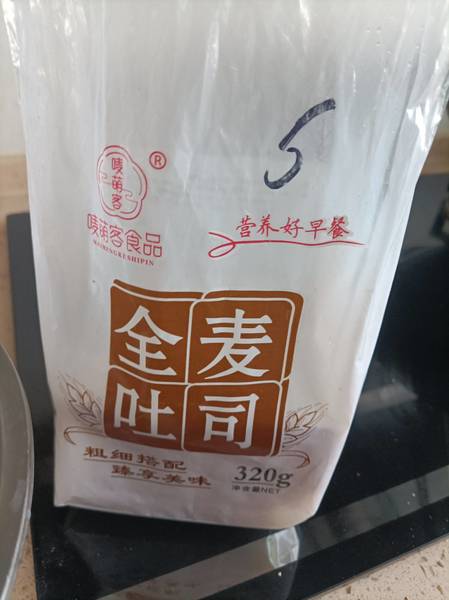 5
唛萌客
®
唛萌客食品
MAIMENGKESHIPIN
营养好早餐
全麦
吐司
粗细搭配
臻享美味
320g
净含量NET